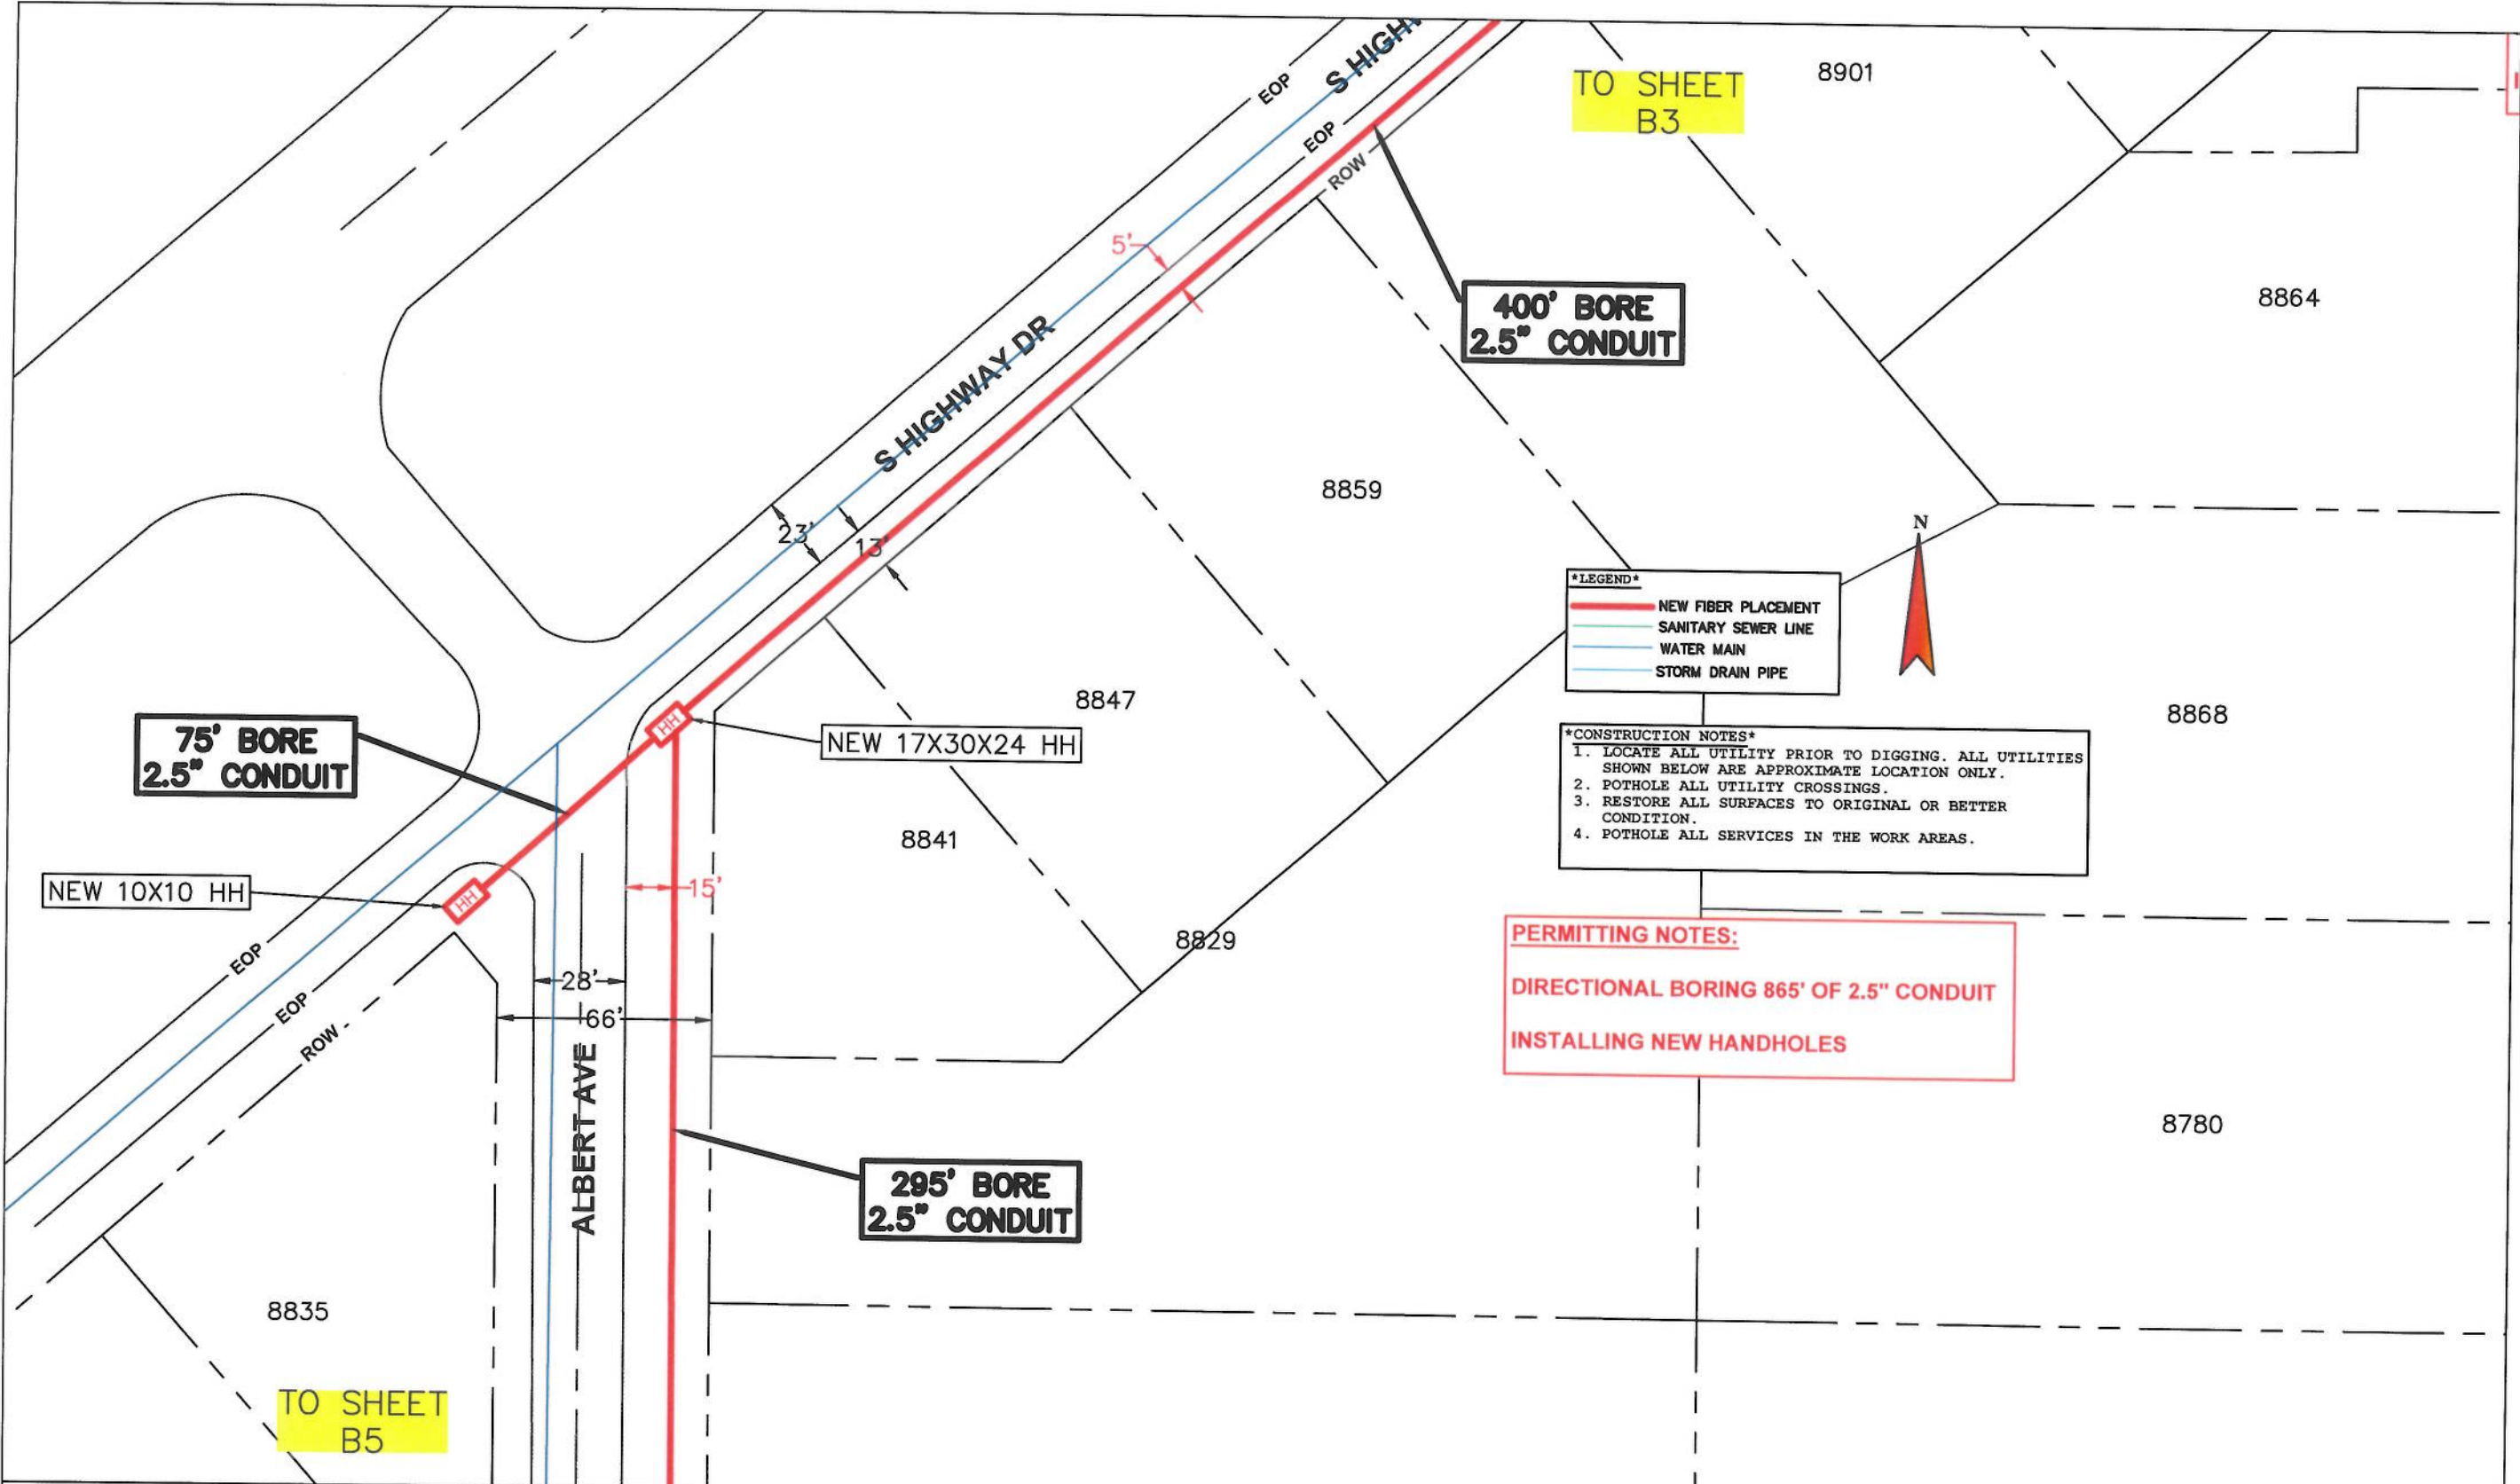 S HIGHW
EOP
EOP
ROW
TO SHEET
B3
8901
8864
5'
400' BORE
2.5" CONDUIT
S HIGHWAY DR
23'
13'
8859
N
*LEGEND*
NEW FIBER PLACEMENT
SANITARY SEWER LINE
WATER MAIN
STORM DRAIN PIPE
8847
8868
75' BORE
2.5" CONDUIT
HH
NEW 17X30X24 HH
*CONSTRUCTION NOTES*
1. LOCATE ALL UTILITY PRIOR TO DIGGING. ALL UTILITIES
SHOWN BELOW ARE APPROXIMATE LOCATION ONLY.
2. POTHOLE ALL UTILITY CROSSINGS.
3. RESTORE ALL SURFACES TO ORIGINAL OR BETTER
CONDITION.
4. POTHOLE ALL SERVICES IN THE WORK AREAS.
8841
NEW 10X10 HH
HH
15'
8829
PERMITTING NOTES:
DIRECTIONAL BORING 865' OF 2.5" CONDUIT
INSTALLING NEW HANDHOLES
EOP
EOP
ROW
28'
66'
ALBERT AVE
8780
295' BORE
2.5" CONDUIT
8835
TO SHEET
B5